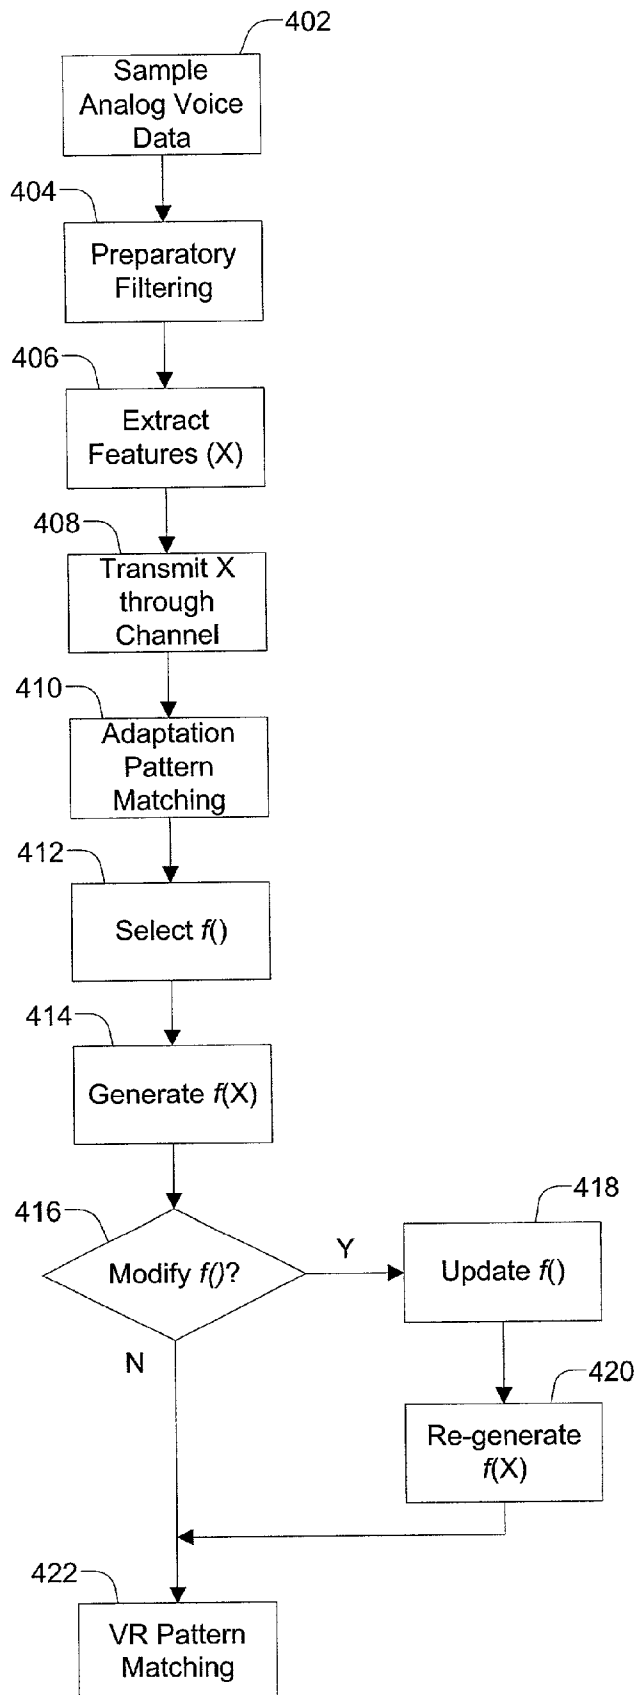 402
Sample
Analog Voice
Data
404
Preparatory
Filtering
406
Extract
Features (X)
408
Transmit X
through
Channel
410
Adaptation
Pattern
Matching
412
Select f()
414
Generate f(X)
416
Modify f()?
Y
N
418
Update f()
420
Re-generate
f(X)
422
VR Pattern
Matching